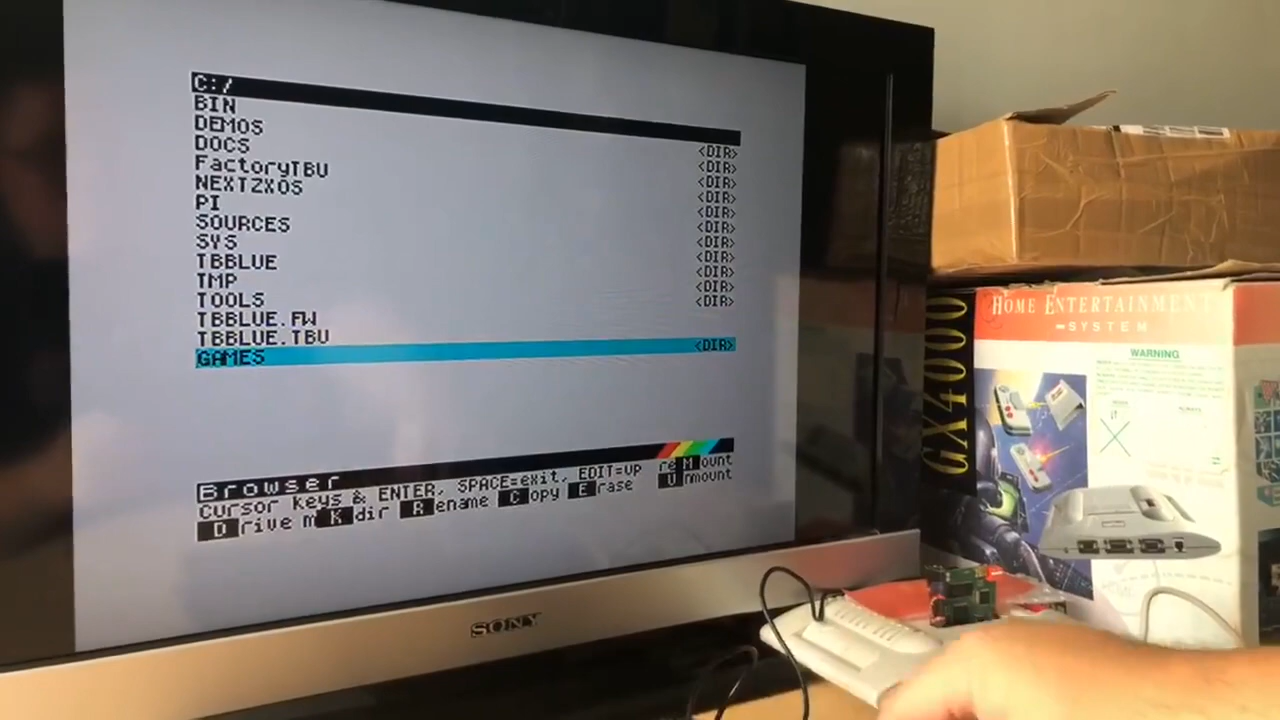 C:/
BIN <DIR>
DEMOS <DIR>
DOCS <DIR>
FactoryTBU <DIR>
NEXTZXOS <DIR>
PI <DIR>
SOURCES <DIR>
SYS <DIR>
TBBLUE <DIR>
TMP <DIR>
TOOLS <DIR>
TBBLUE.FW
TBBLUE.TBU
GAMES <DIR>
Browser
Cursor keys & ENTER, SPACE=exit, EDIT=up reMount
Drive mKdir Rename Copy Erase Unmount
SONY
GX4000
HOME ENTERTAINMENT
SYSTEM
WARNING